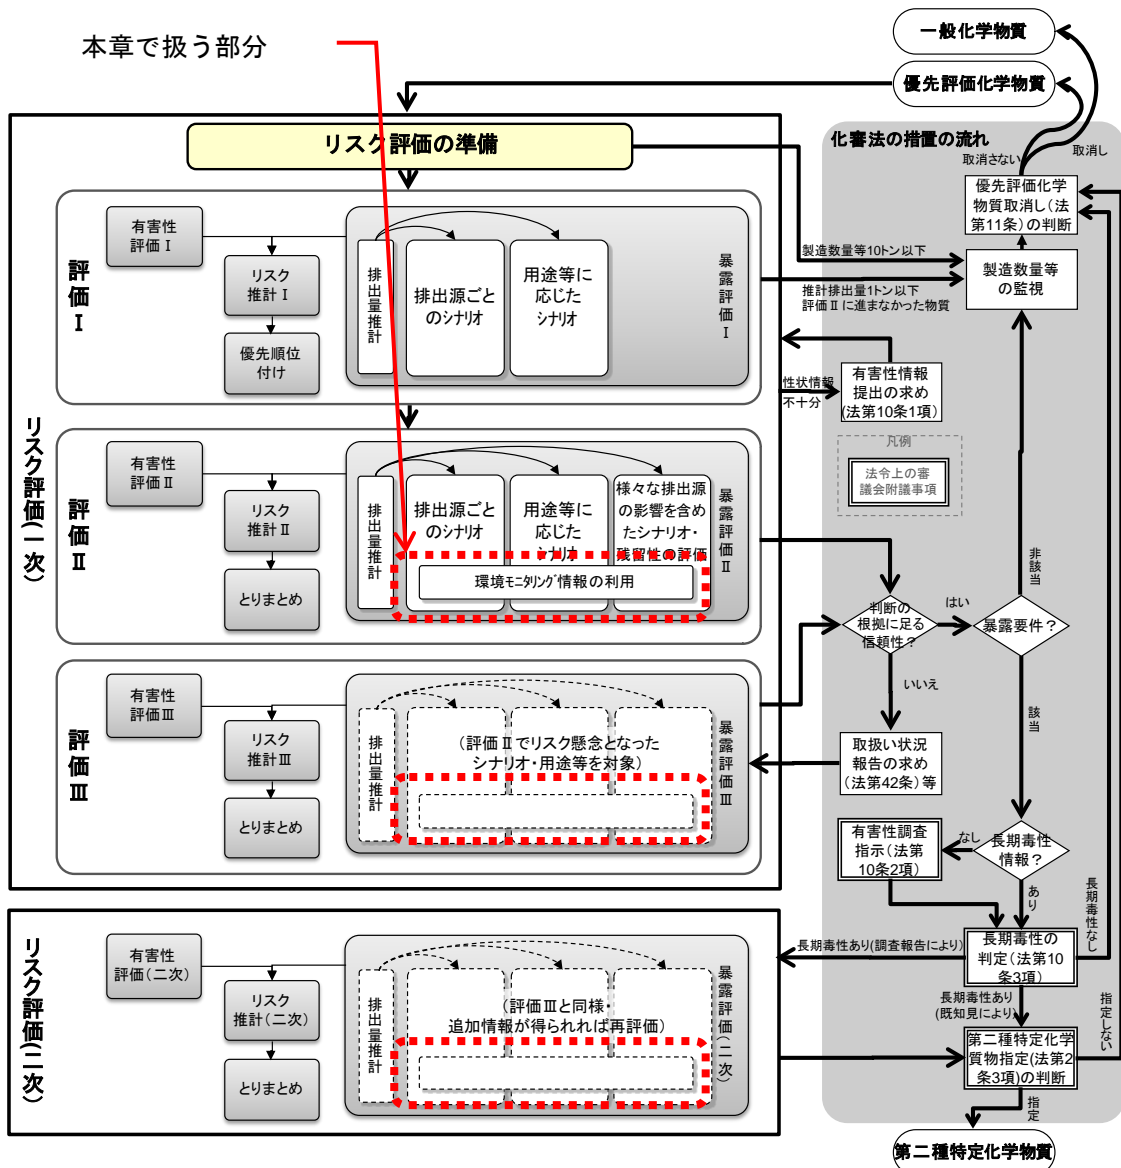 本章で扱う部分
一般化学物質
優先評価化学物質
リスク評価の準備
化審法の措置の流れ
取消さない
取消し
優先評価化学
物質取消し(法
第11条)の判断
製造数量等
の監視
製造数量等10トン以下
推計排出量1トン以下
評価Ⅱに進まなかった物質
リスク評価(一次)
評価Ⅰ
有害性
評価Ⅰ
リスク
推計Ⅰ
優先順位
付け
排出量推計
排出源ごと
のシナリオ
用途等に
応じた
シナリオ
暴露評価Ⅰ
性状情報
不十分
有害性情報
提出の求め
(法第10条1項)
凡例
法令上の審
議会附議事項
評価Ⅱ
有害性
評価Ⅱ
リスク
推計Ⅱ
とりまとめ
排出量推計
排出源ごと
のシナリオ
用途等に
応じた
シナリオ
様々な排出源
の影響を含め
たシナリオ・
残留性の評価
環境モニタリング情報の利用
暴露評価Ⅱ
判断の
根拠に足る
信頼性？
はい
いいえ
暴露要件？
非該当
該当
評価Ⅲ
有害性
評価Ⅲ
リスク
推計Ⅲ
とりまとめ
排出量推計
(評価Ⅱでリスク懸念となった
シナリオ・用途等を対象)
暴露評価Ⅲ
取扱い状況
報告の求め
(法第42条)等
有害性調査
指示(法第
10条2項)
なし
長期毒性
情報？
あり
長期毒性なし
リスク評価(二次)
有害性
評価(二次)
リスク
推計(二次)
とりまとめ
排出量推計
(評価Ⅲと同様・
追加情報が得られれば再評価)
暴露評価(二次)
長期毒性あり(調査報告により)
長期毒性の
判定(法第10
条3項)
長期毒性あり
(既知見により)
指定しない
第二種特定化学
質物指定(法第2
条3項)の判断
指定
第二種特定化学物質